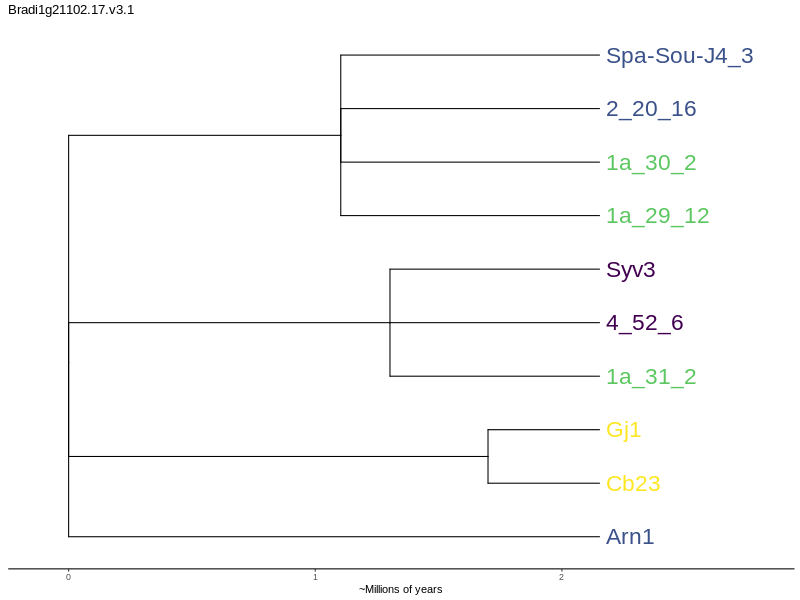 Bradi1g21102.17.v3.1
Spa-Sou-J4_3
2_20_16
1a_30_2
1a_29_12
Syv3
4_52_6
1a_31_2
Gj1
Cb23
Arn1
0 1 2
~Millions of years